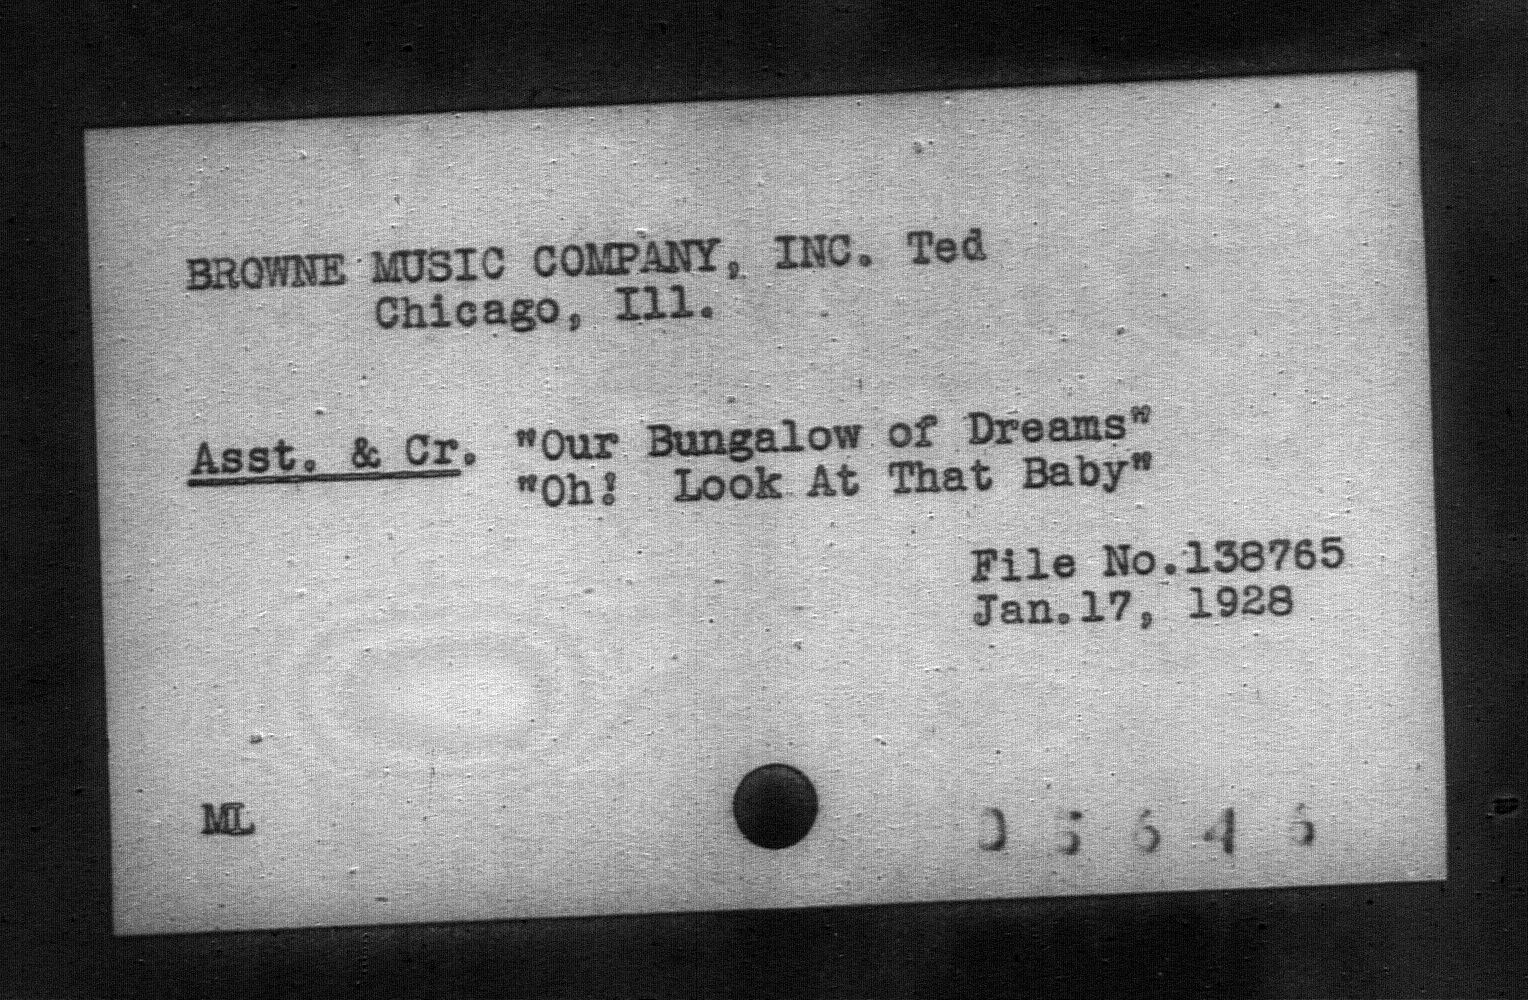 BROWNE MUSIC COMPANY, INC. Ted
Chicago, Ill.
Asst. & Cr. "Our Bungalow of Dreams"
"Oh! Look At That Baby"
File No.138765
Jan.17, 1928
ML